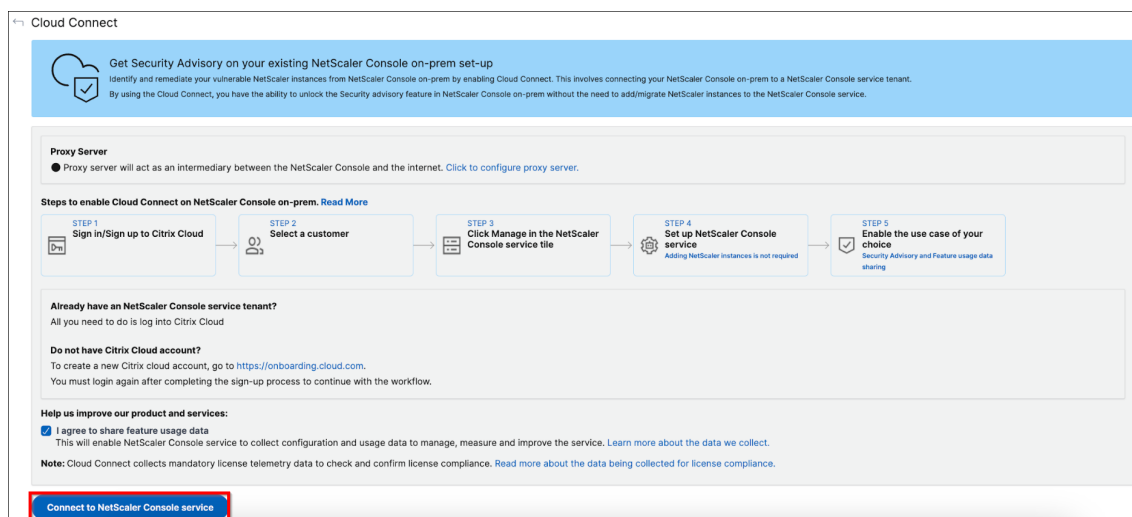 Cloud Connect
Get Security Advisory on your existing NetScaler Console on-prem set-up
Identify and remediate your vulnerable NetScaler instances from NetScaler Console on-prem by enabling Cloud Connect. This involves connecting your NetScaler Console on-prem to a NetScaler Console service tenant.
By using the Cloud Connect, you have the ability to unlock the Security advisory feature in NetScaler Console on-prem without the need to add/migrate NetScaler instances to the NetScaler Console service.
Proxy Server
Proxy server will act as an intermediary between the NetScaler Console and the internet. Click to configure proxy server.
Steps to enable Cloud Connect on NetScaler Console on-prem. Read More
STEP 1
Sign in/Sign up to Citrix Cloud
STEP 2
Select a customer
STEP 3
Click Manage in the NetScaler
Console service tile
STEP 4
Set up NetScaler Console
service
Adding NetScaler instances is not required
STEP 5
Enable the use case of your
choice
Security Advisory and Feature usage data
sharing
Already have an NetScaler Console service tenant?
All you need to do is log into Citrix Cloud
Do not have Citrix Cloud account?
To create a new Citrix cloud account, go to https://onboarding.cloud.com.
You must login again after completing the sign-up process to continue with the workflow.
Help us improve our product and services:
I agree to share feature usage data
This will enable NetScaler Console service to collect configuration and usage data to manage, measure and improve the service. Learn more about the data we collect.
Note: Cloud Connect collects mandatory license telemetry data to check and confirm license compliance. Read more about the data being collected for license compliance.
Connect to NetScaler Console service